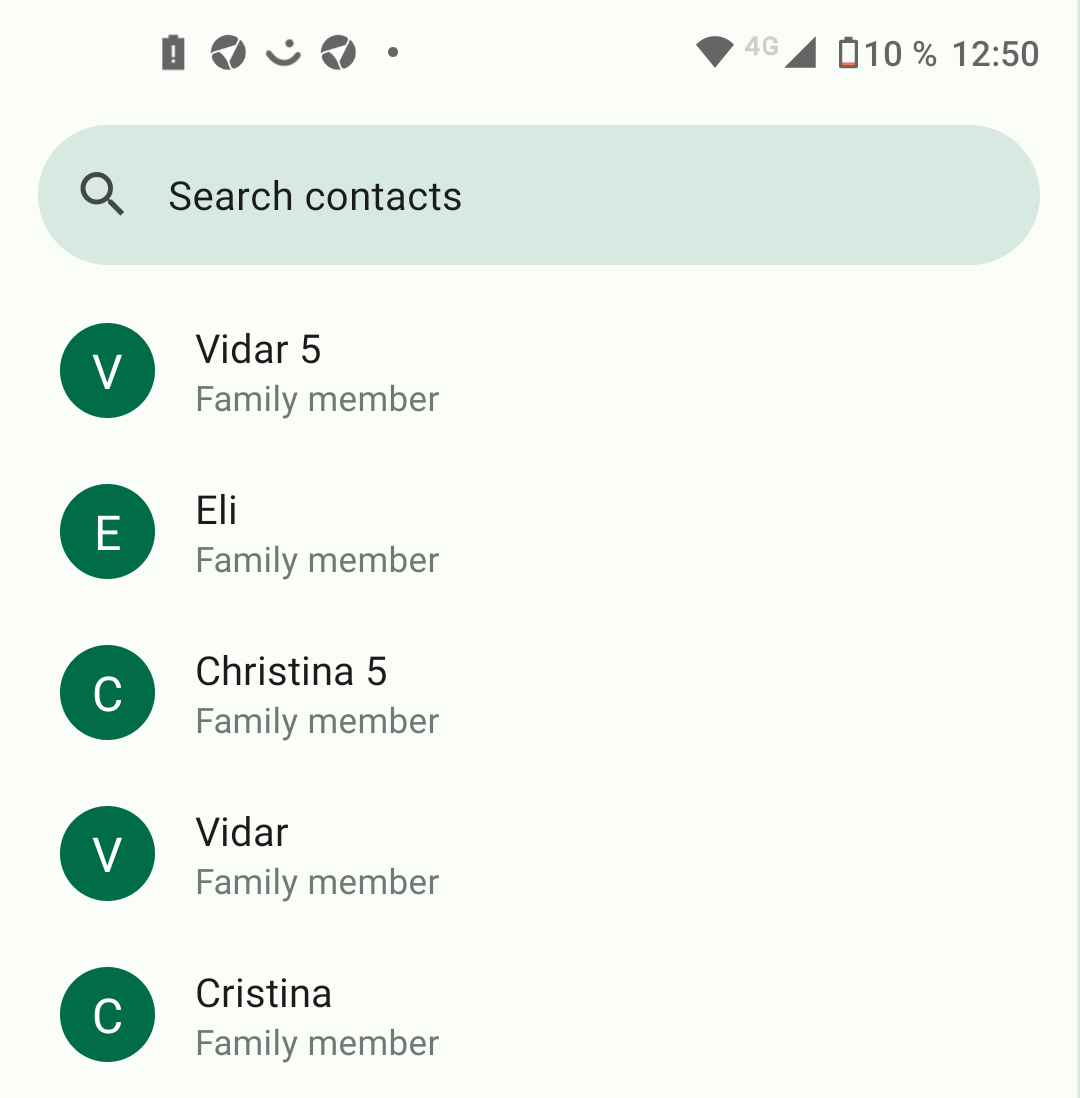 4G 10 % 12:50
Search contacts
V
Vidar 5
Family member
E
Eli
Family member
C
Christina 5
Family member
V
Vidar
Family member
C
Cristina
Family member